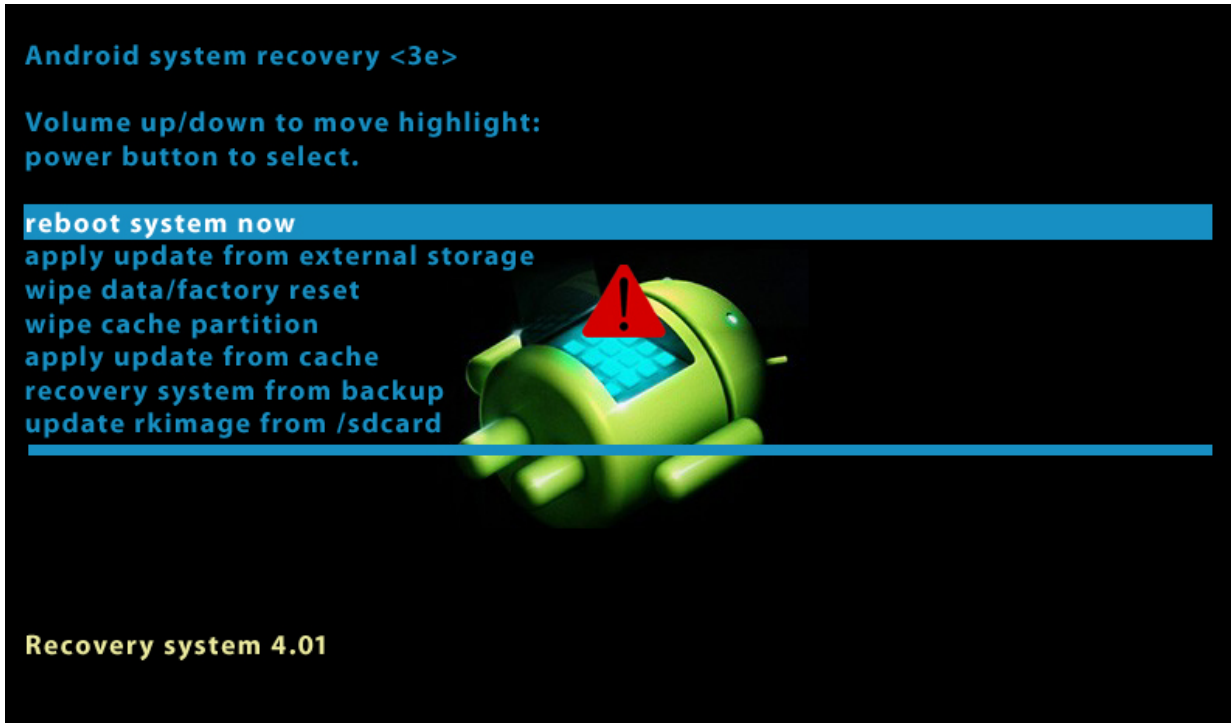 Android system recovery <3e>
Volume up/down to move highlight:
power button to select.
reboot system now
apply update from external storage
wipe data/factory reset
wipe cache partition
apply update from cache
recovery system from backup
update rkimage from /sdcard
Recovery system 4.01